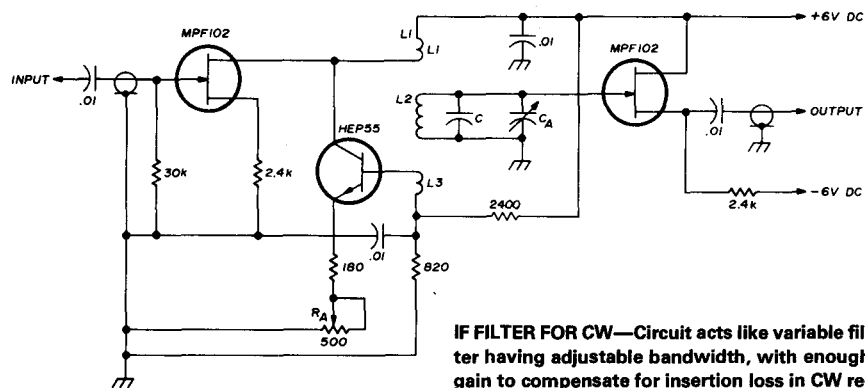 MPF102
INPUT
.01
30k
2.4k
HEP55
180
RA
500
.01
820
L1
L1
.01
L2
C
CA
L3
2400
MPF102
+6V DC
.01
OUTPUT
-6V DC
2.4k
IF FILTER FOR CW—Circuit acts like variable fil-
ter having adjustable bandwidth, with enough
gain to compensate for insertion loss in CW re-